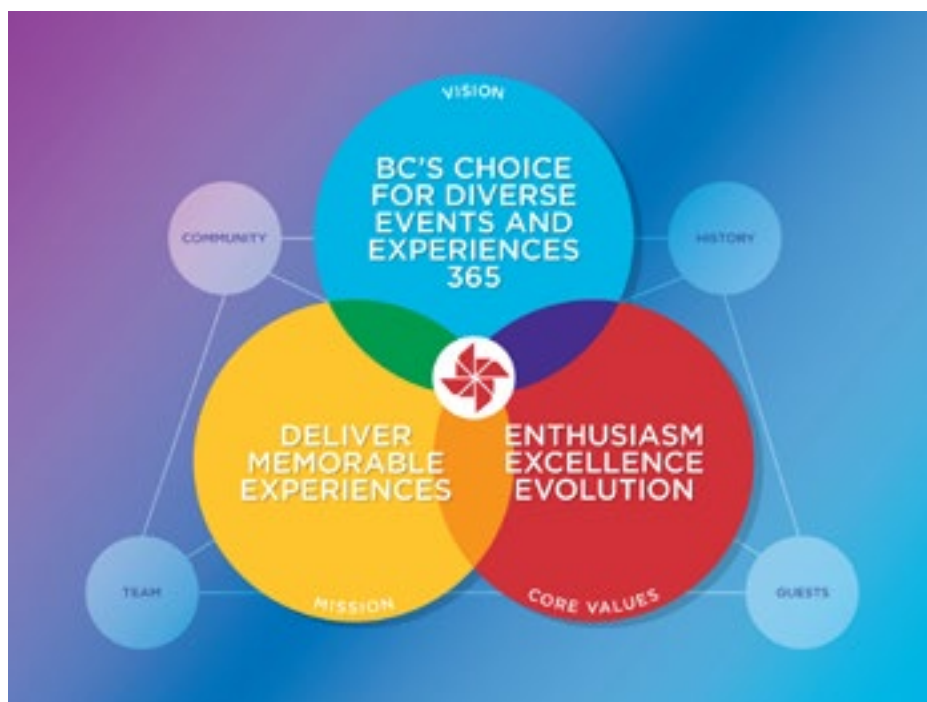 VISION
BC'S CHOICE
FOR DIVERSE
EVENTS AND
EXPERIENCES
365
COMMUNITY
HISTORY
DELIVER
MEMORABLE
EXPERIENCES
MISSION
ENTHUSIASM
EXCELLENCE
EVOLUTION
CORE VALUES
TEAM
GUESTS